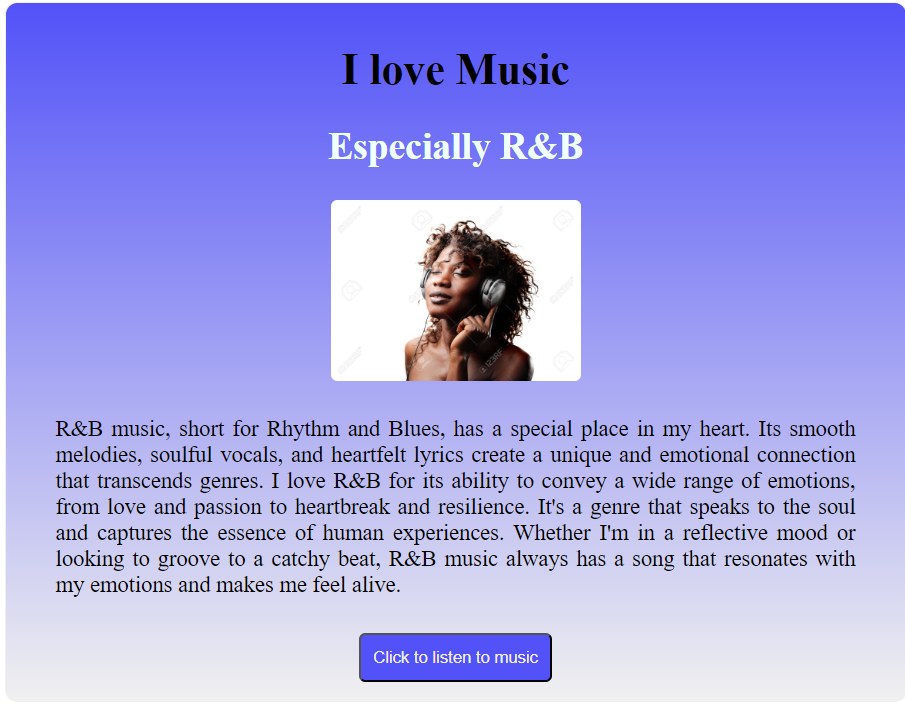 I love Music
Especially R&B
R&B music, short for Rhythm and Blues, has a special place in my heart. Its smooth
melodies, soulful vocals, and heartfelt lyrics create a unique and emotional connection
that transcends genres. I love R&B for its ability to convey a wide range of emotions,
from love and passion to heartbreak and resilience. It's a genre that speaks to the soul
and captures the essence of human experiences. Whether I'm in a reflective mood or
looking to groove to a catchy beat, R&B music always has a song that resonates with
my emotions and makes me feel alive.
Click to listen to music